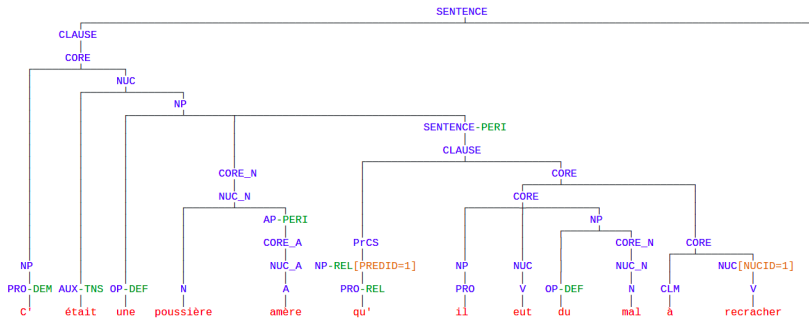 SENTENCE
CLAUSE
CORE
NUC
NP
SENTENCE-PERI
CLAUSE
CORE_N CORE
NUC_N CORE
AP-PERI NP
CORE_A PrCS CORE_N CORE
NP N NUC_A NP-REL[PREDID=1] NP NUC NUC_N NUC[NUCID=1]
PRO-DEM AUX-TNS OP-DEF N A PRO-REL PRO V OP-DEF N CLM V
C' était une poussière amère qu' il eut du mal à recracher